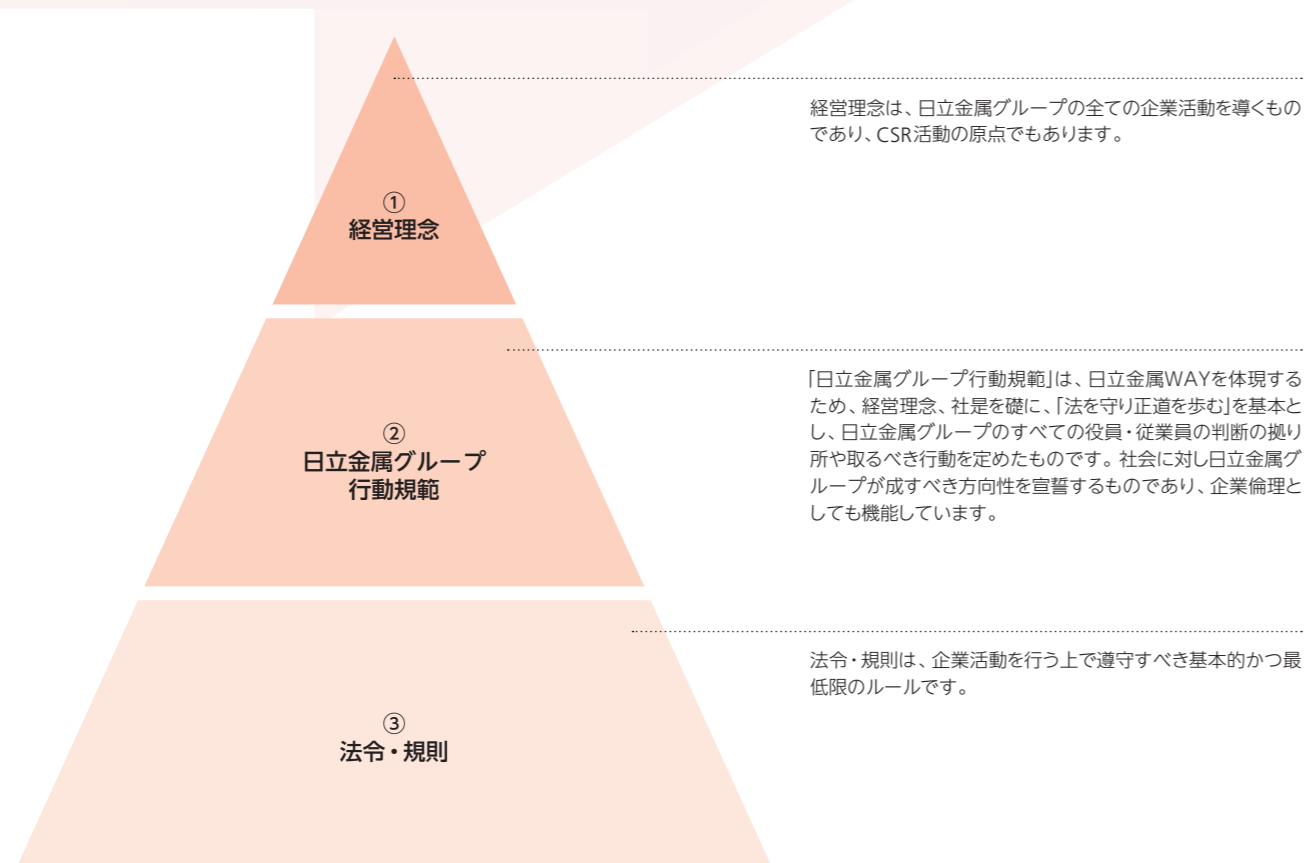 経営理念は、日立金属グループの全ての企業活動を導くもの
であり、CSR活動の原点でもあります。
①
経営理念
「日立金属グループ行動規範」は、日立金属WAYを体現する
ため、経営理念、社是を礎に、「法を守り正道を歩む」を基本と
し、日立金属グループのすべての役員・従業員の判断の拠り
所や取るべき行動を定めたものです。社会に対し日立金属グ
ループが成すべき方向性を宣誓するものであり、企業倫理と
しても機能しています。
②
日立金属グループ
行動規範
法令・規則は、企業活動を行う上で遵守すべき基本的かつ最
低限のルールです。
③
法令・規則